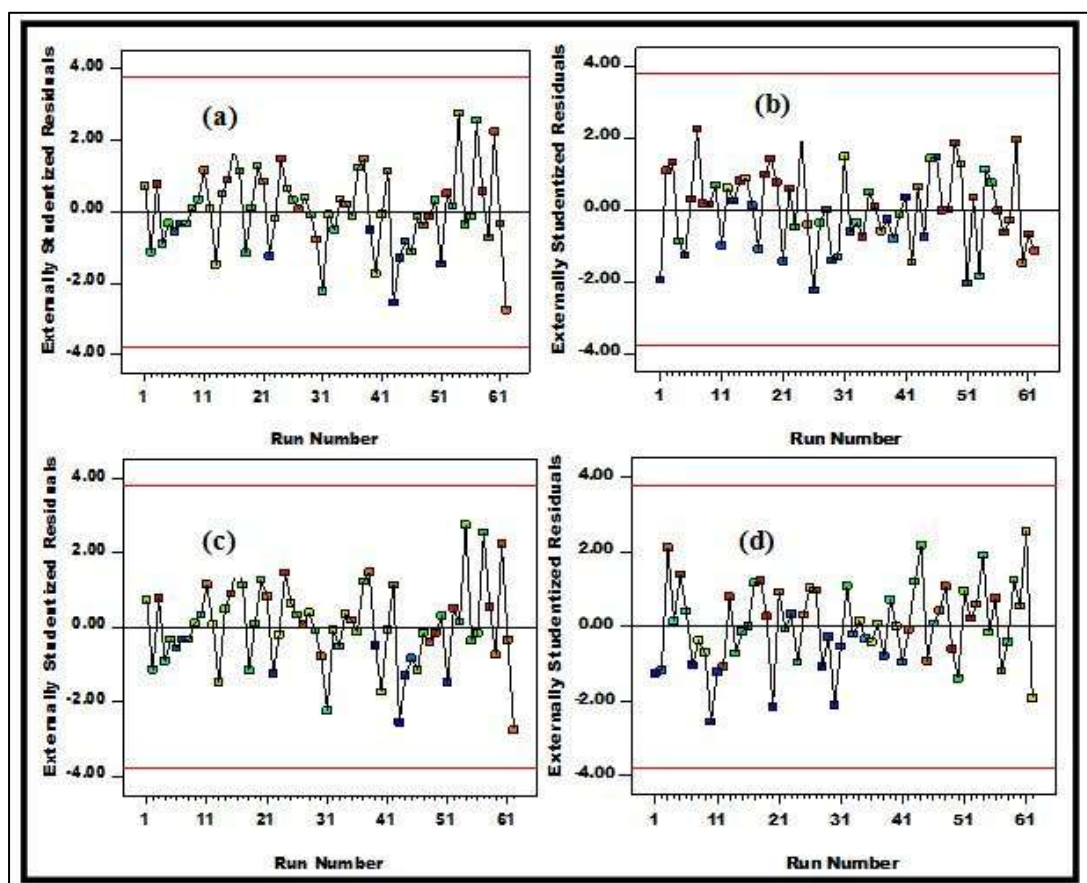 Externally Studentized Residuals
4.00
2.00
0.00
-2.00
-4.00
(a)
1 11 21 31 41 51 61
Run Number
Externally Studentized Residuals
4.00
2.00
0.00
-2.00
-4.00
(b)
1 11 21 31 41 51 61
Run Number
Externally Studentized Residuals
4.00
2.00
0.00
-2.00
-4.00
(c)
1 11 21 31 41 51 61
Run Number
Externally Studentized Residuals
4.00
2.00
0.00
-2.00
-4.00
(d)
1 11 21 31 41 51 61
Run Number